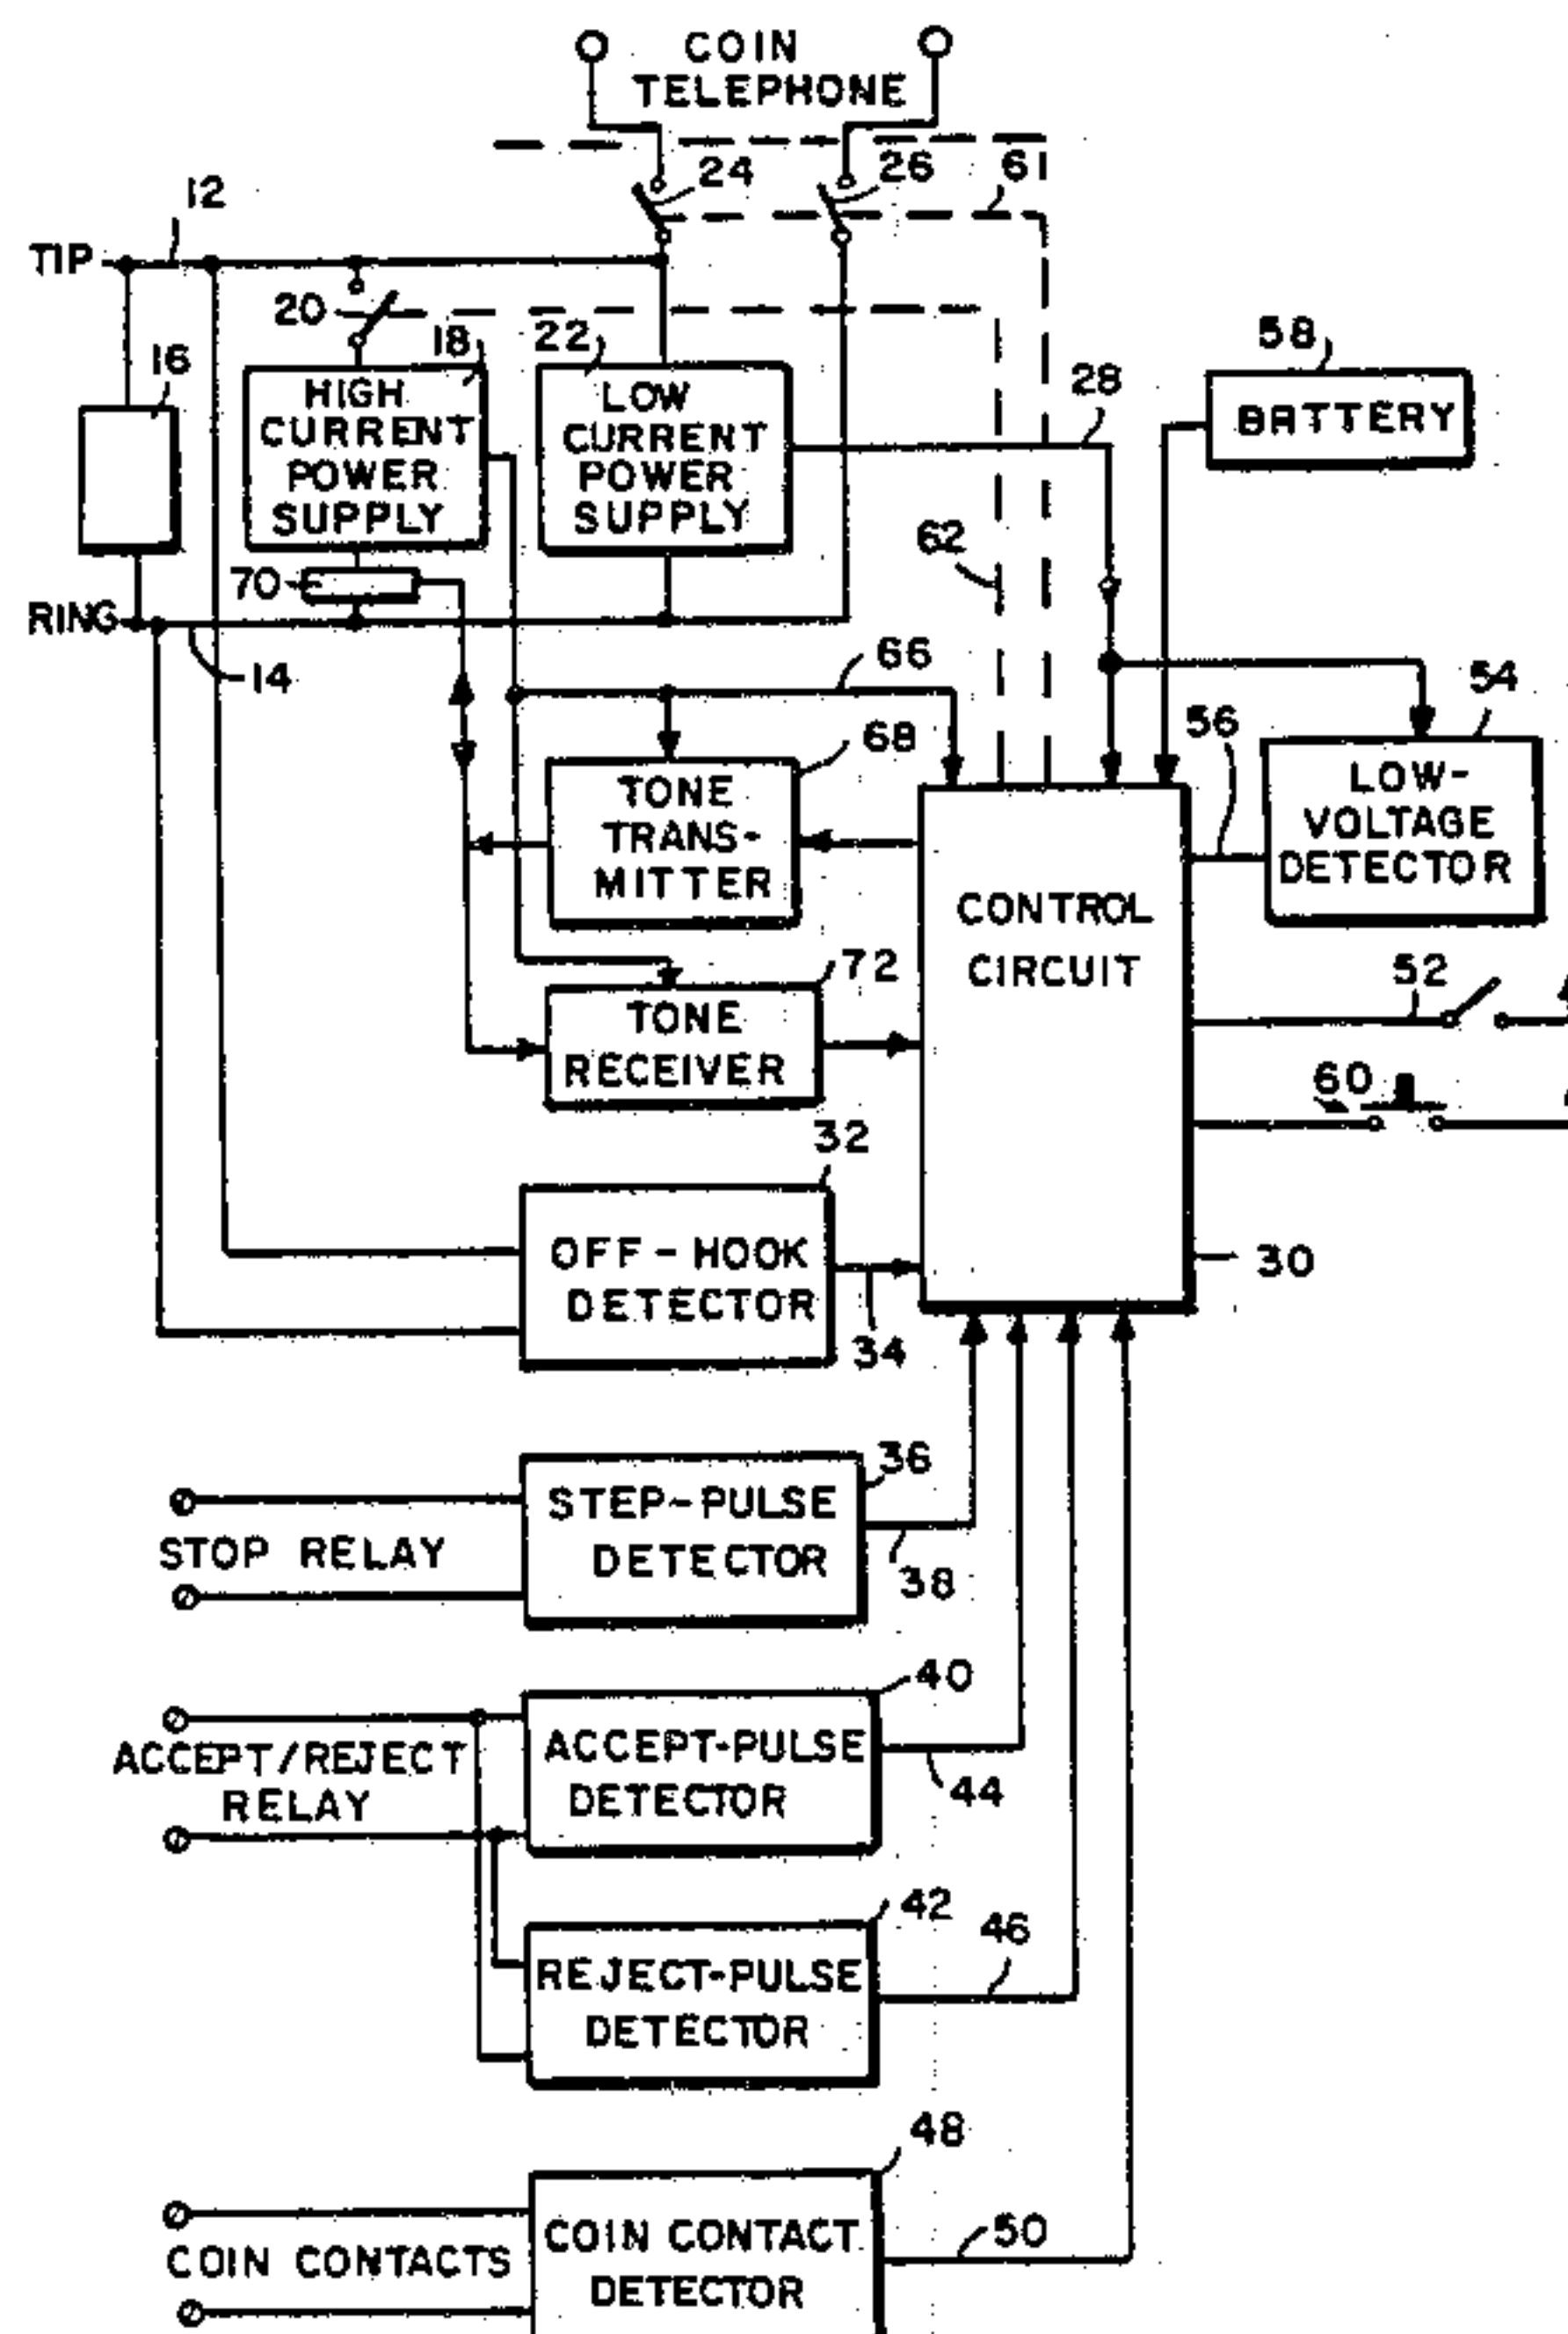 COIN
TELEPHONE
24
26
61
12
TIP
20
18
22
16
HIGH
CURRENT
POWER
SUPPLY
LOW
CURRENT
POWER
SUPPLY
28
58
BATTERY
62
70
RING
14
66
54
56
68
TONE
TRANS-
MITTER
LOW-
VOLTAGE
DETECTOR
CONTROL
CIRCUIT
72
52
TONE
RECEIVER
60
32
OFF-HOOK
DETECTOR
30
34
36
STEP-PULSE
DETECTOR
STOP RELAY
38
40
ACCEPT-PULSE
DETECTOR
ACCEPT/REJECT
RELAY
44
42
46
REJECT-PULSE
DETECTOR
48
COIN CONTACT
DETECTOR
COIN CONTACTS
50